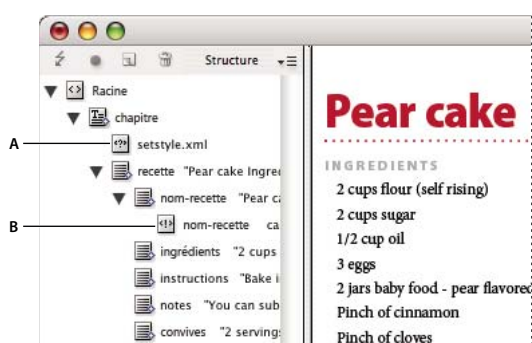 Structure
Racine
chapitre
A
setstyle.xml
recette "Pear cake Ingre
nom-recette "Pear c
B
nom-recette ca
ingrédients "2 cups
instructions "Bake i
notes "You can sub
convives "2 serving
Pear cake
INGREDIENTS
2 cups flour (self rising)
2 cups sugar
1/2 cup oil
3 eggs
2 jars baby food - pear flavored
Pinch of cinnamon
Pinch of cloves